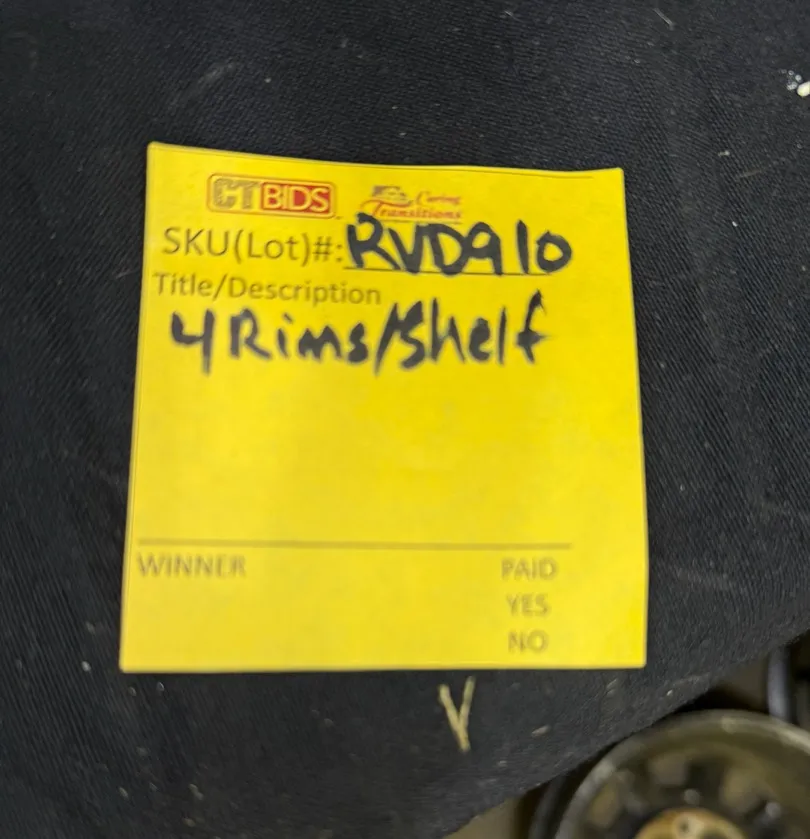 CTBIDS Caring Transitions
SKU(Lot)#: RVD910
Title/Description
4 Rims/Shelf
WINNER PAID
YES
NO